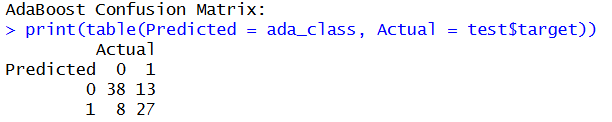 AdaBoost Confusion Matrix:
> print(table(Predicted = ada_class, Actual = test$target))
         Actual
Predicted  0  1
        0 38 13
        1  8 27